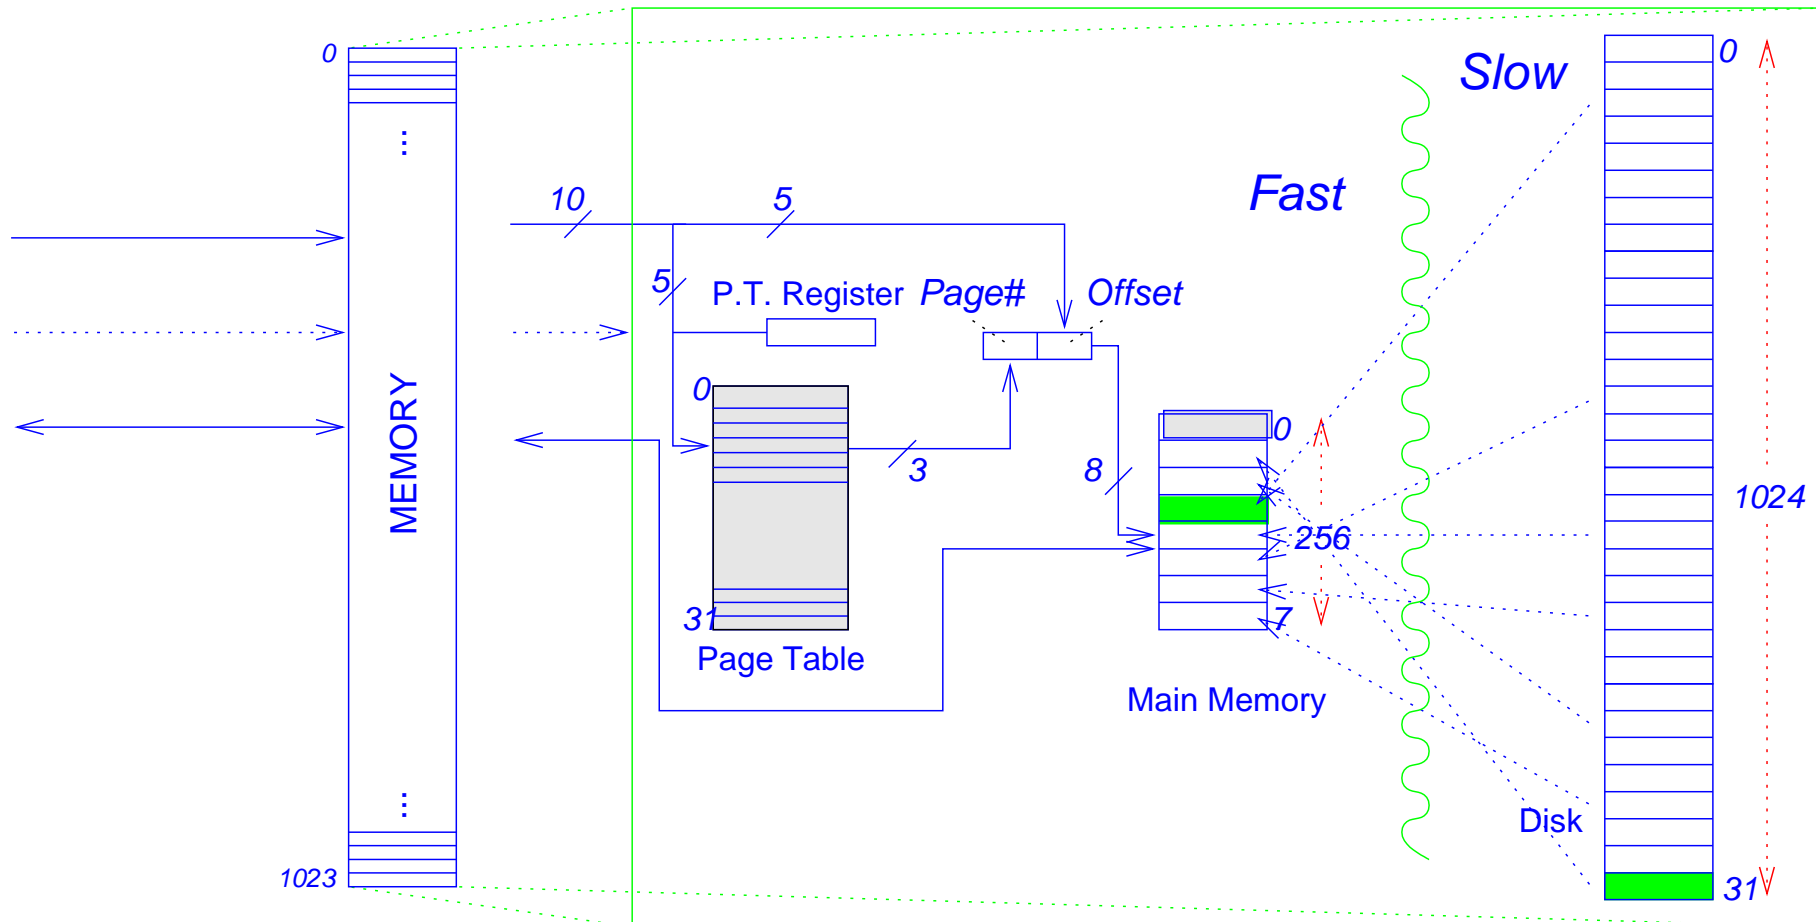 0
Slow
0
⋮
Fast
10
5
5
P.T. Register
Page#
Offset
MEMORY
0
0
3
8
1024
256
31
7
Page Table
Main Memory
⋮
Disk
1023
31